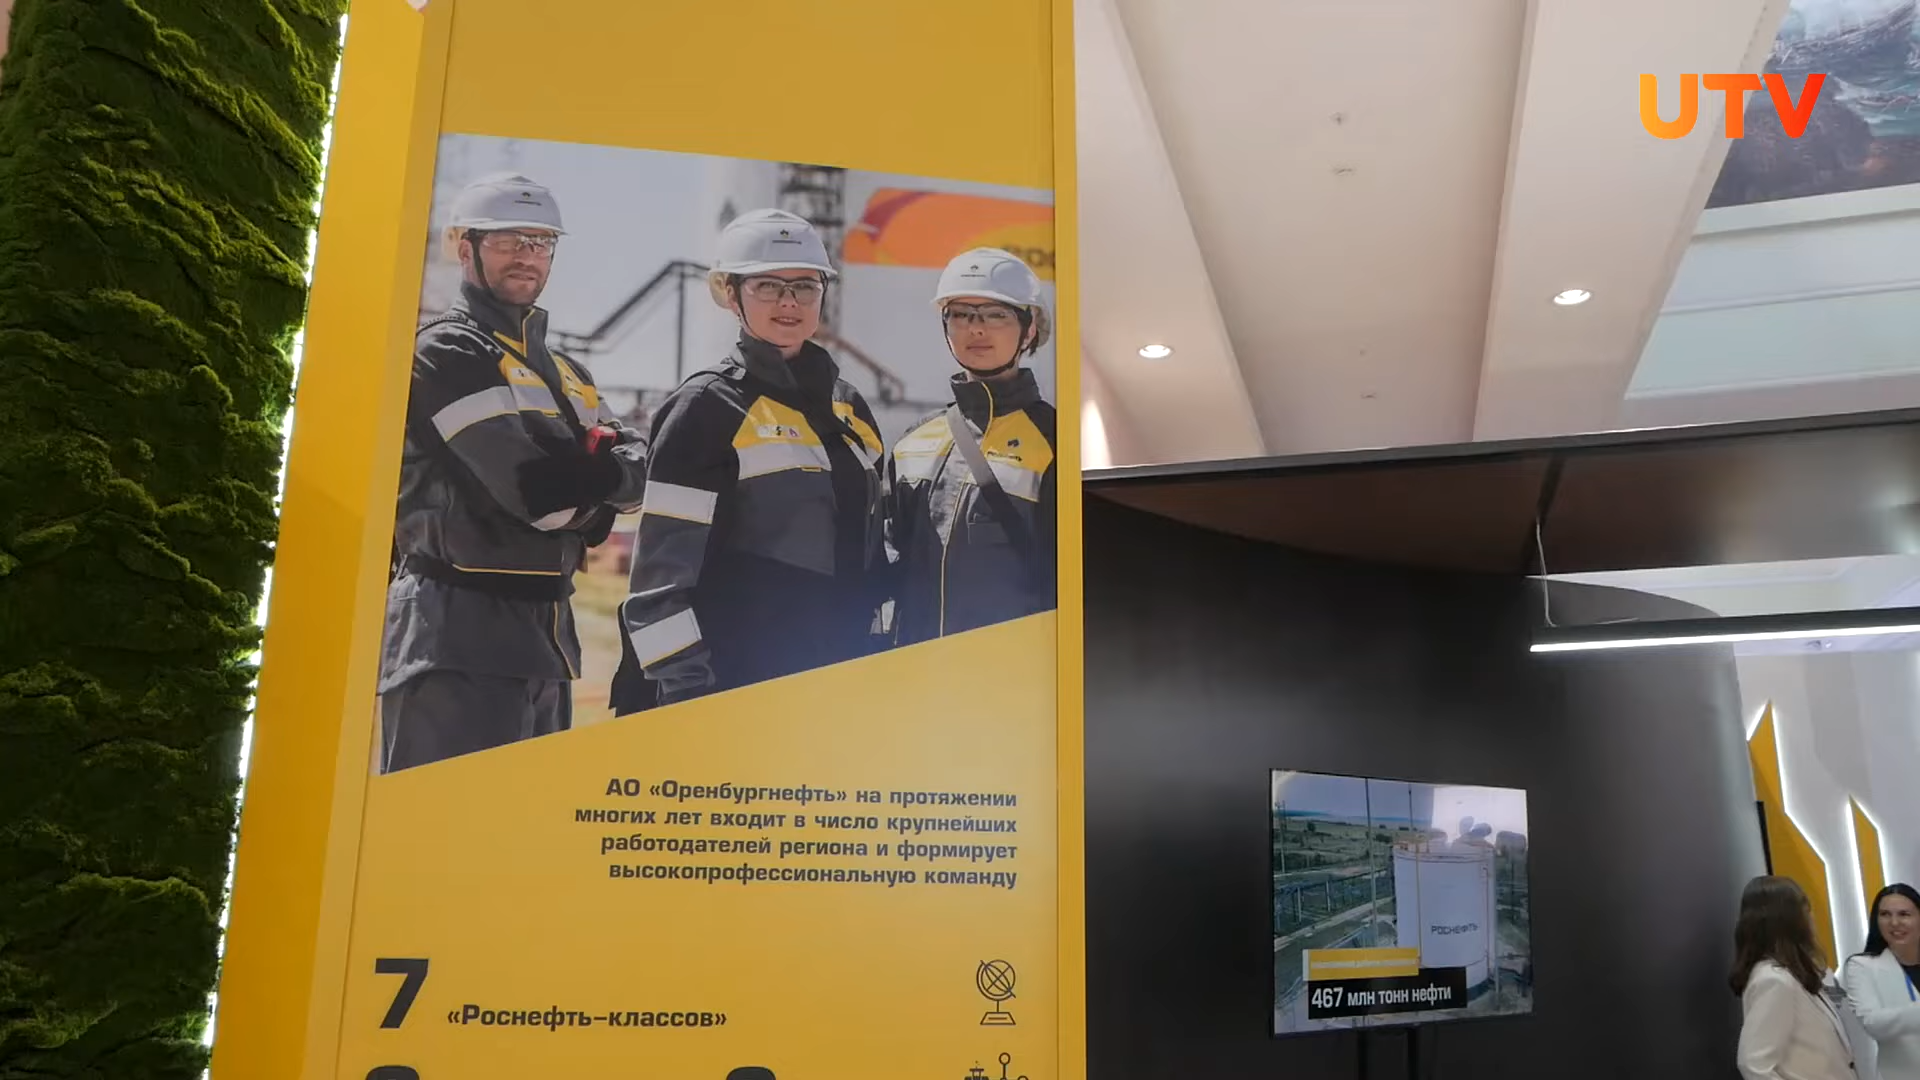 UTV
РОС
АО «Оренбургнефть» на протяжении
многих лет входит в число крупнейших
работодателей региона и формирует
высокопрофессиональную команду
7 «Роснефть-классов»
РОСНЕФТЬ
467 млн тонн нефти